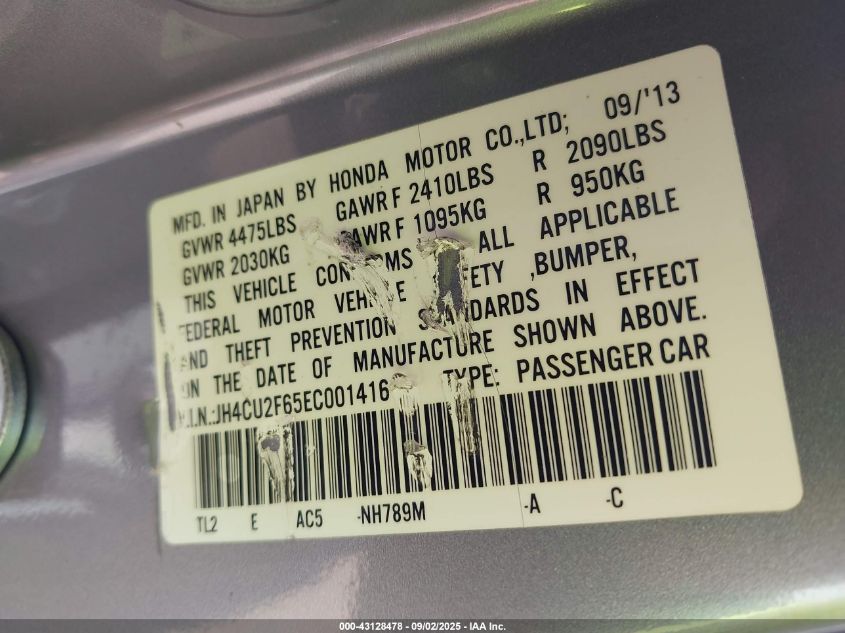 MFD. IN JAPAN BY HONDA MOTOR CO.,LTD; 09/'13
GVWR 4475LBS GAWR F 2410LBS R 2090LBS
GVWR 2030KG GAWR F 1095KG R 950KG
THIS VEHICLE CONFORMS ALL APPLICABLE
FEDERAL MOTOR VEHICLE ,BUMPER,
AND THEFT PREVENTION STANDARDS IN EFFECT
ON THE DATE OF MANUFACTURE SHOWN ABOVE.
V.I.N.:JH4CU2F65EC001416 TYPE: PASSENGER CAR
TL2 E AC5 -NH789M -A -C
000-43128478 - 09/02/2025 - IAA Inc.